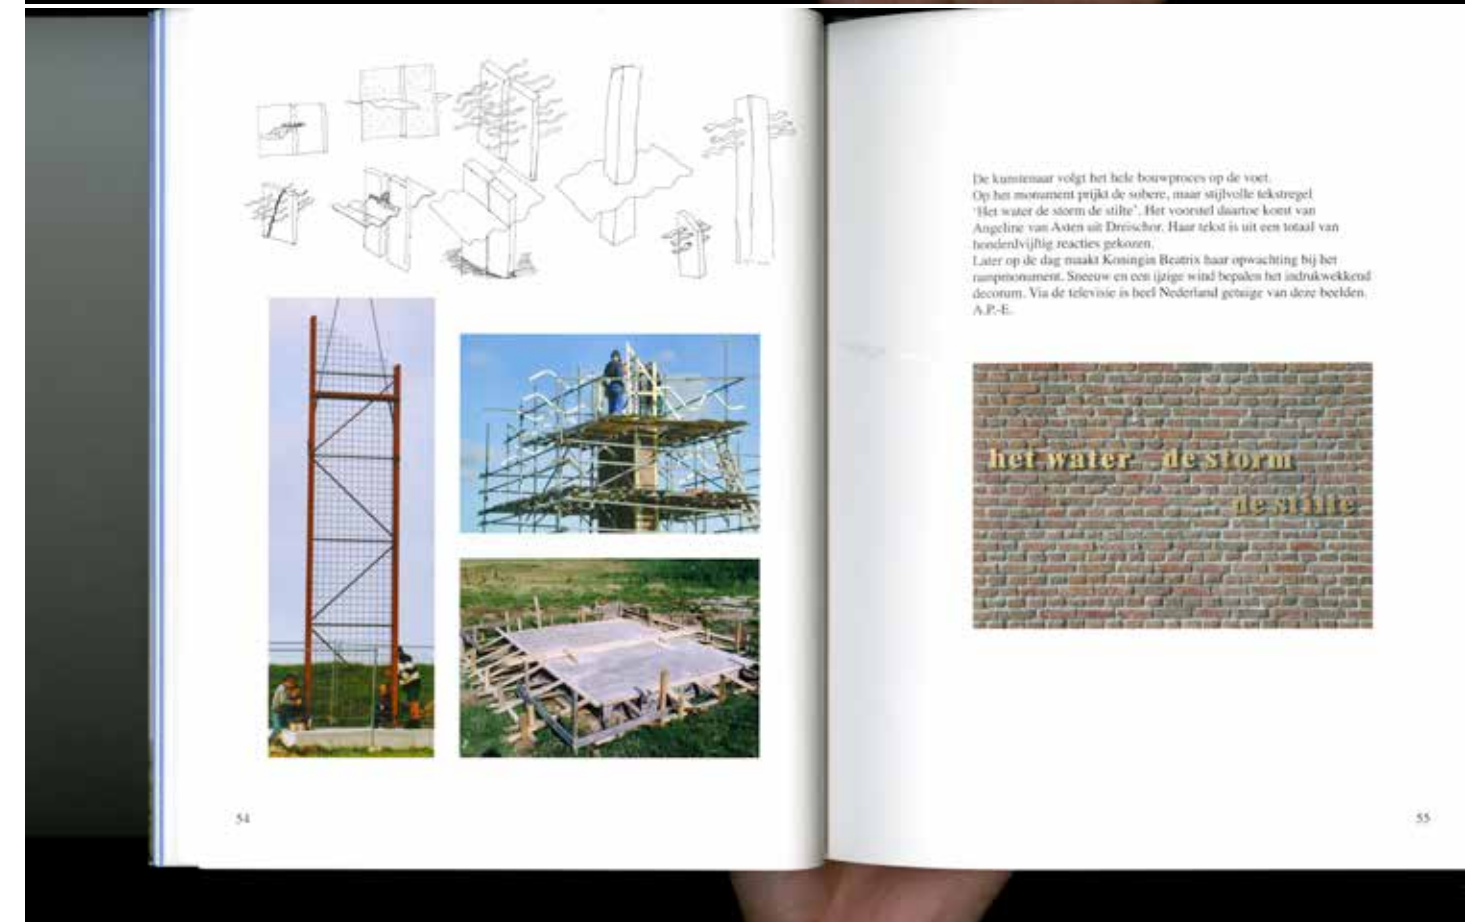 De kunstenaar volgt het hele bouwproces op de voet.
Op het monument prijkt de sobere, maar stijlvolle tekstregel
‘Het water de storm de stilte’. Het voorstel daartoe komt van
Angeline van Asten uit Dreischor. Haar tekst is uit een totaal van
honderdvijftig reacties gekozen.
Later op de dag maakt Koningin Beatrix haar opwachting bij het
rampmonument. Sneeuw en een ijzige wind bepalen het indrukwekkend
decorum. Via de televisie is heel Nederland getuige van deze beelden.
A.P.-E.
het water de storm
de stilte
54
55